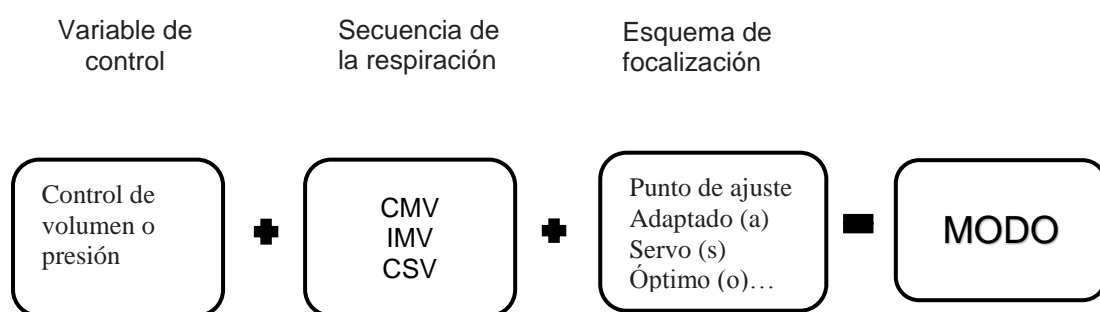 Variable de
control
Secuencia de
la respiración
Esquema de
focalización
Control de
volumen o
presión
+
CMV
IMV
CSV
+
Punto de ajuste
Adaptado (a)
Servo (s)
Óptimo (o)…
=
MODO